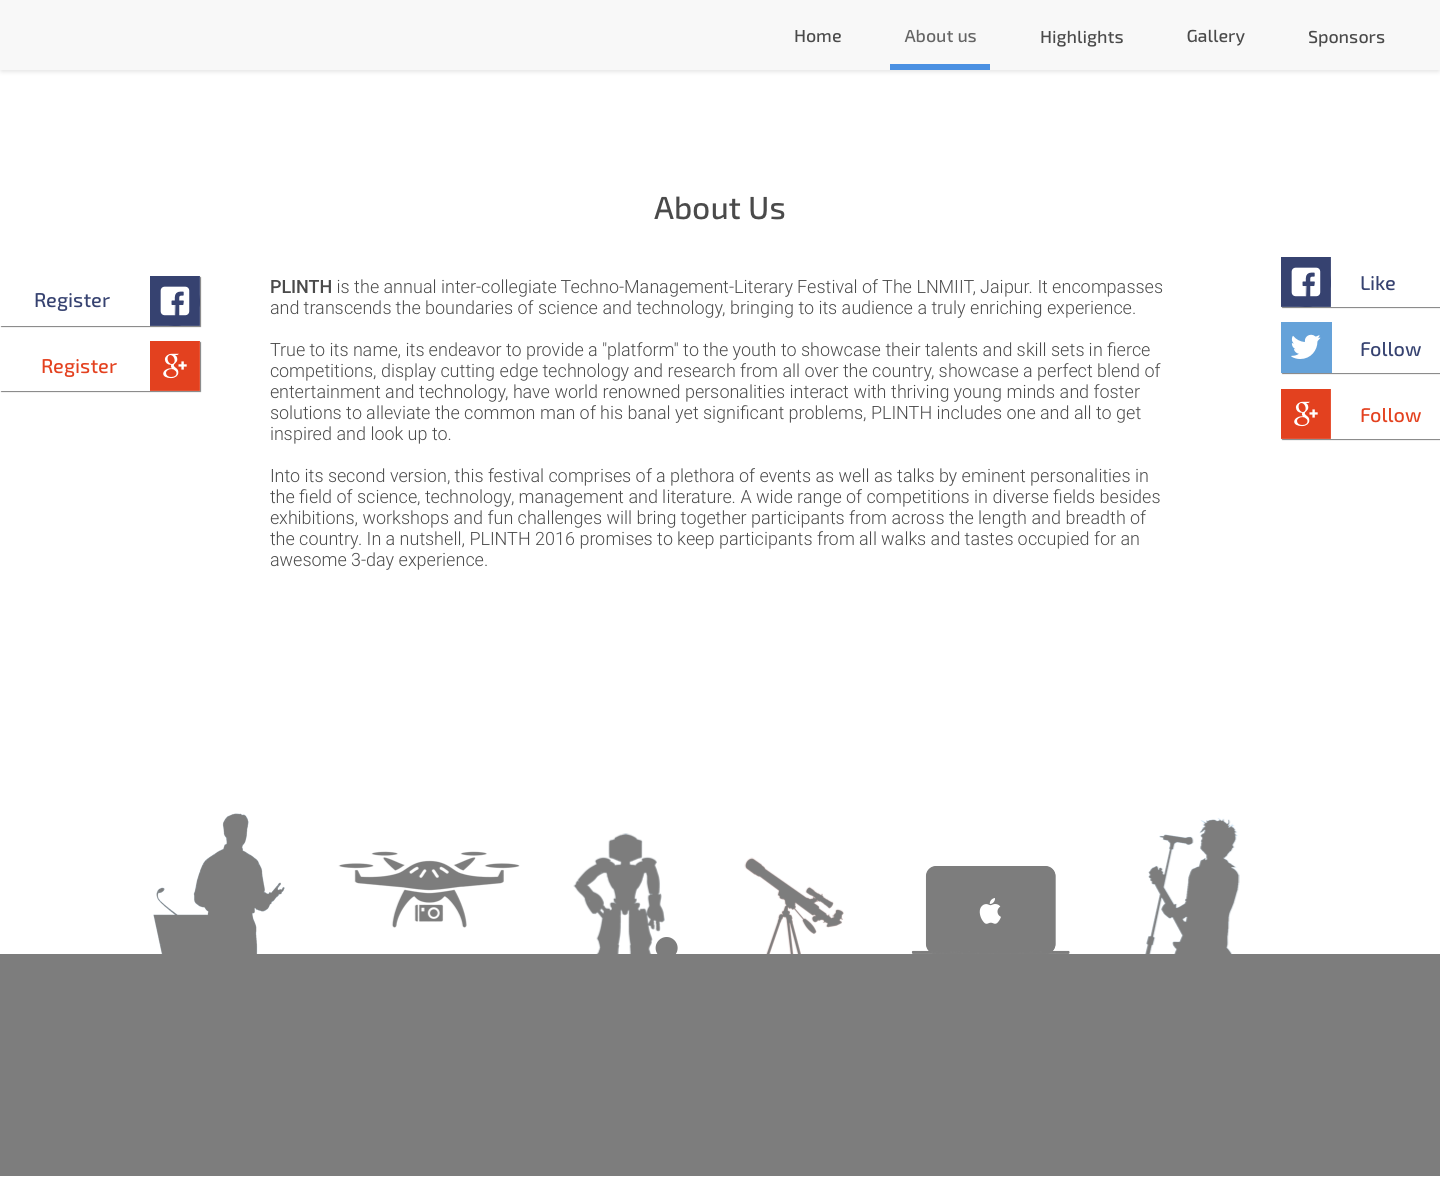 Home
About us
Highlights
Gallery
Sponsors
About Us
Register
Register
PLINTH is the annual inter-collegiate Techno-Management-Literary Festival of The LNMIIT, Jaipur. It encompasses
and transcends the boundaries of science and technology, bringing to its audience a truly enriching experience.
True to its name, its endeavor to provide a "platform" to the youth to showcase their talents and skill sets in fierce
competitions, display cutting edge technology and research from all over the country, showcase a perfect blend of
entertainment and technology, have world renowned personalities interact with thriving young minds and foster
solutions to alleviate the common man of his banal yet significant problems, PLINTH includes one and all to get
inspired and look up to.
Into its second version, this festival comprises of a plethora of events as well as talks by eminent personalities in
the field of science, technology, management and literature. A wide range of competitions in diverse fields besides
exhibitions, workshops and fun challenges will bring together participants from across the length and breadth of
the country. In a nutshell, PLINTH 2016 promises to keep participants from all walks and tastes occupied for an
awesome 3-day experience.
Like
Follow
Follow